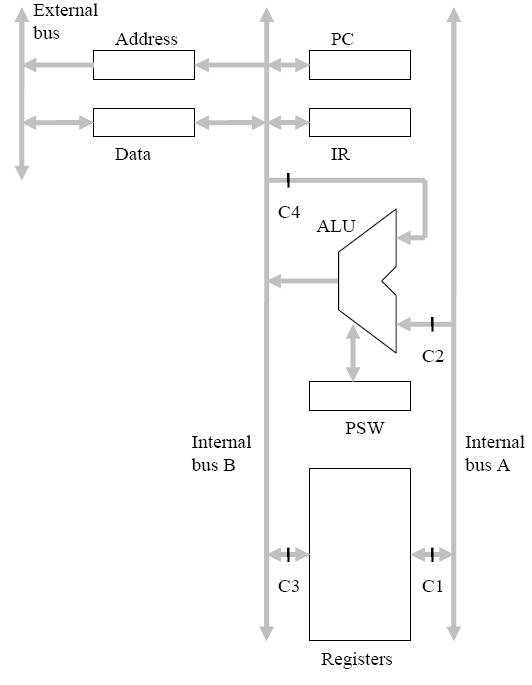 External
bus
Address
PC
Data
IR
C4
ALU
C2
PSW
Internal
bus B
Internal
bus A
C3
C1
Registers